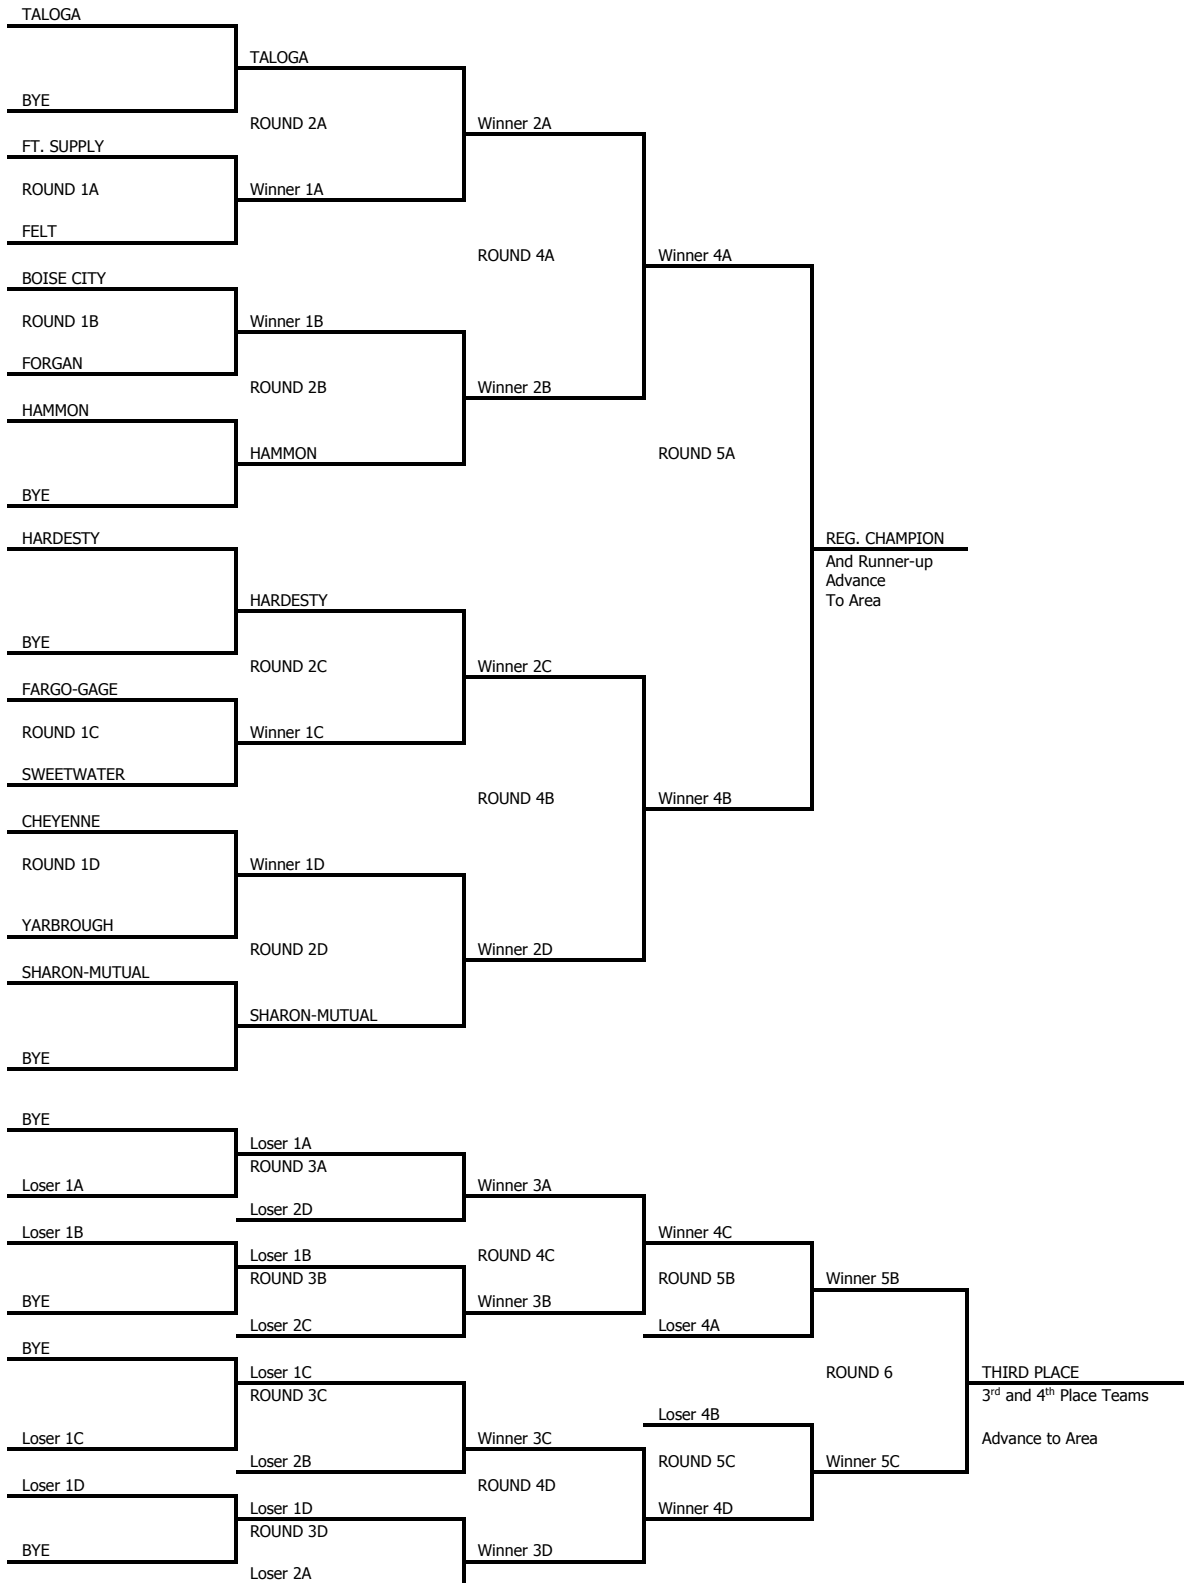 TALOGA
TALOGA
BYE
ROUND 2A
Winner 2A
FT. SUPPLY
ROUND 1A
Winner 1A
FELT
ROUND 4A
Winner 4A
BOISE CITY
ROUND 1B
Winner 1B
FORGAN
ROUND 2B
Winner 2B
HAMMON
HAMMON
ROUND 5A
BYE
HARDESTY
REG. CHAMPION
And Runner-up
Advance
To Area
HARDESTY
BYE
ROUND 2C
Winner 2C
FARGO-GAGE
ROUND 1C
Winner 1C
SWEETWATER
ROUND 4B
Winner 4B
CHEYENNE
ROUND 1D
Winner 1D
YARBROUGH
ROUND 2D
Winner 2D
SHARON-MUTUAL
SHARON-MUTUAL
BYE
BYE
Loser 1A
ROUND 3A
Loser 1A
Winner 3A
Loser 2D
Loser 1B
Winner 4C
Loser 1B
ROUND 4C
ROUND 3B
ROUND 5B
Winner 5B
BYE
Winner 3B
Loser 2C
Loser 4A
BYE
Loser 1C
ROUND 6
THIRD PLACE
ROUND 3C
3rd and 4th Place Teams
Loser 4B
Loser 1C
Winner 3C
Advance to Area
Loser 2B
ROUND 5C
Winner 5C
Loser 1D
ROUND 4D
Loser 1D
Winner 4D
ROUND 3D
BYE
Winner 3D
Loser 2A